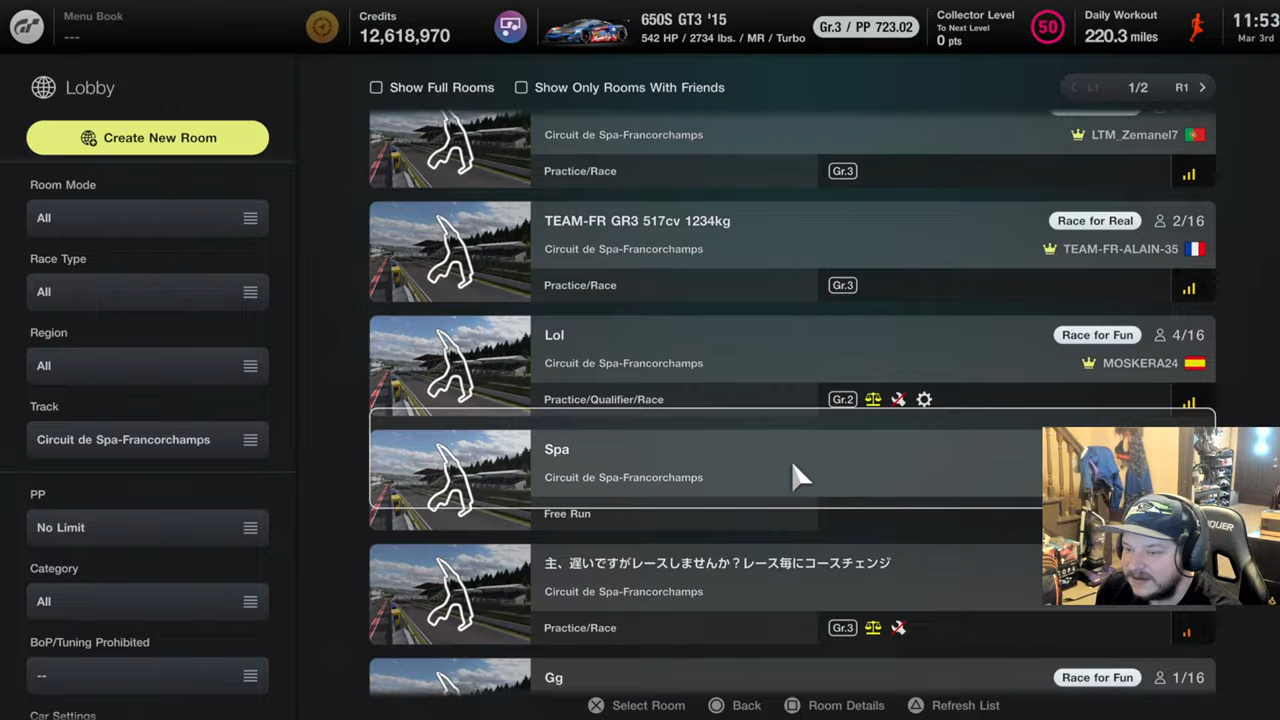 Menu Book
---
Credits
12,618,970
650S GT3 '15
542 HP / 2734 lbs. / MR / Turbo
Gr.3 / PP 723.02
Collector Level
To Next Level
0 pts
50
Daily Workout
220.3 miles
11:53
Mar 3rd
Lobby
Create New Room
Room Mode
All
Race Type
All
Region
All
Track
Circuit de Spa-Francorchamps
PP
No Limit
Category
All
BoP/Tuning Prohibited
--
Car Settings
Show Full Rooms
Show Only Rooms With Friends
L1
1/2
R1
Circuit de Spa-Francorchamps
LTM_Zemanel7
Practice/Race
Gr.3
TEAM-FR GR3 517cv 1234kg
Race for Real
2/16
Circuit de Spa-Francorchamps
TEAM-FR-ALAIN-35
Practice/Race
Gr.3
Lol
Race for Fun
4/16
Circuit de Spa-Francorchamps
MOSKERA24
Practice/Qualifier/Race
Gr.2
Spa
Circuit de Spa-Francorchamps
Free Run
主、遅いですがレースしませんか？レース毎にコースチェンジ
Circuit de Spa-Francorchamps
Practice/Race
Gr.3
Gg
Race for Fun
1/16
Select Room
Back
Room Details
Refresh List